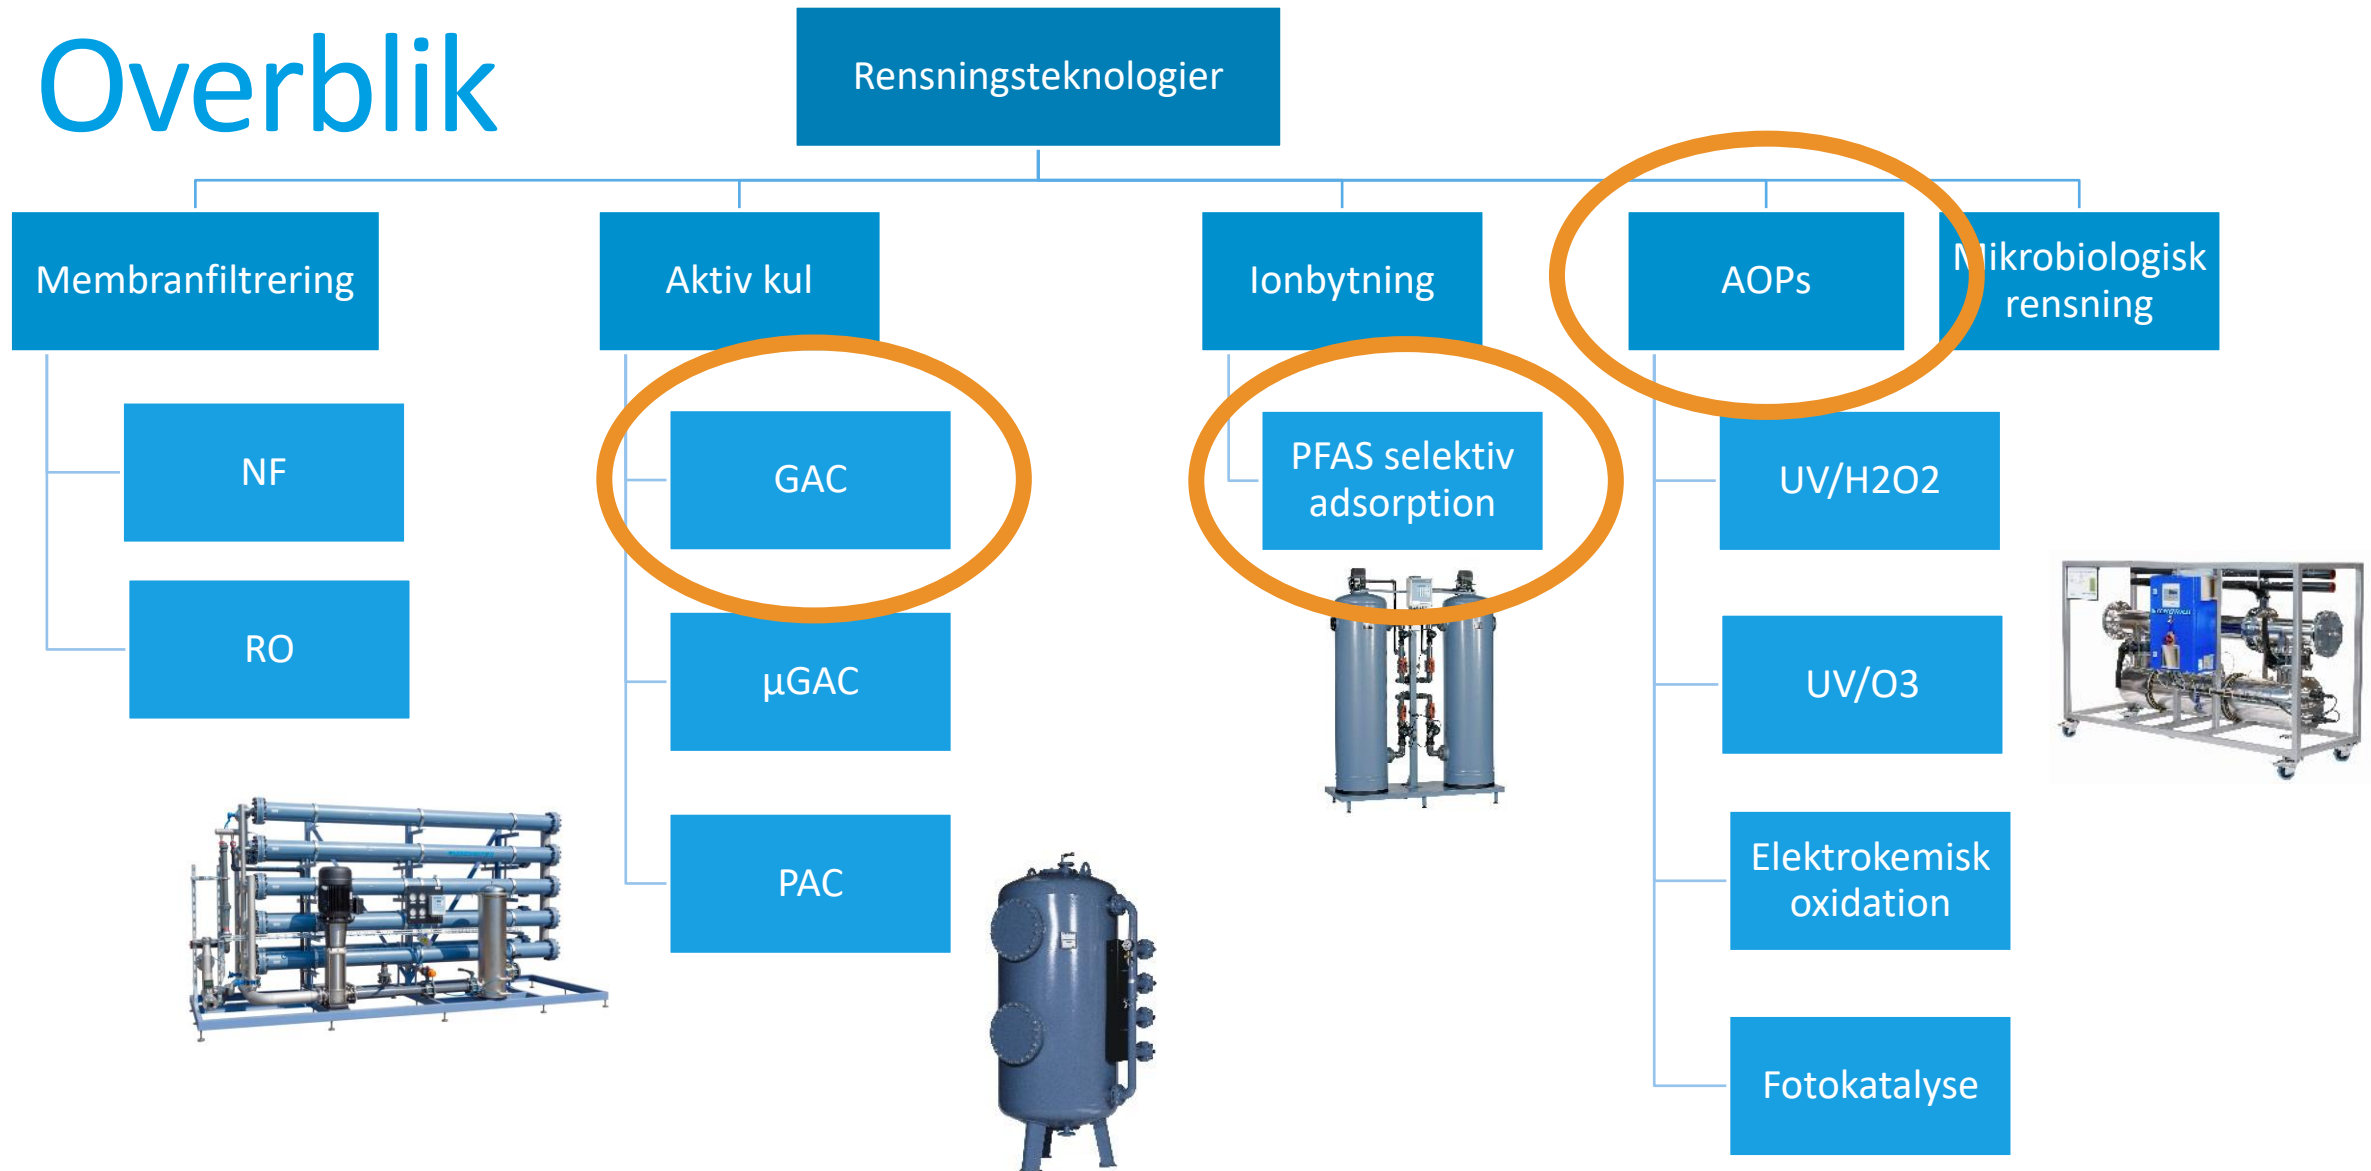 Overblik
Rensningsteknologier
Membranfiltrering
Aktiv kul
Ionbytning
AOPs
Mikrobiologisk
rensning
NF
RO
GAC
µGAC
PAC
PFAS selektiv
adsorption
UV/H2O2
UV/O3
Elektrokemisk
oxidation
Fotokatalyse